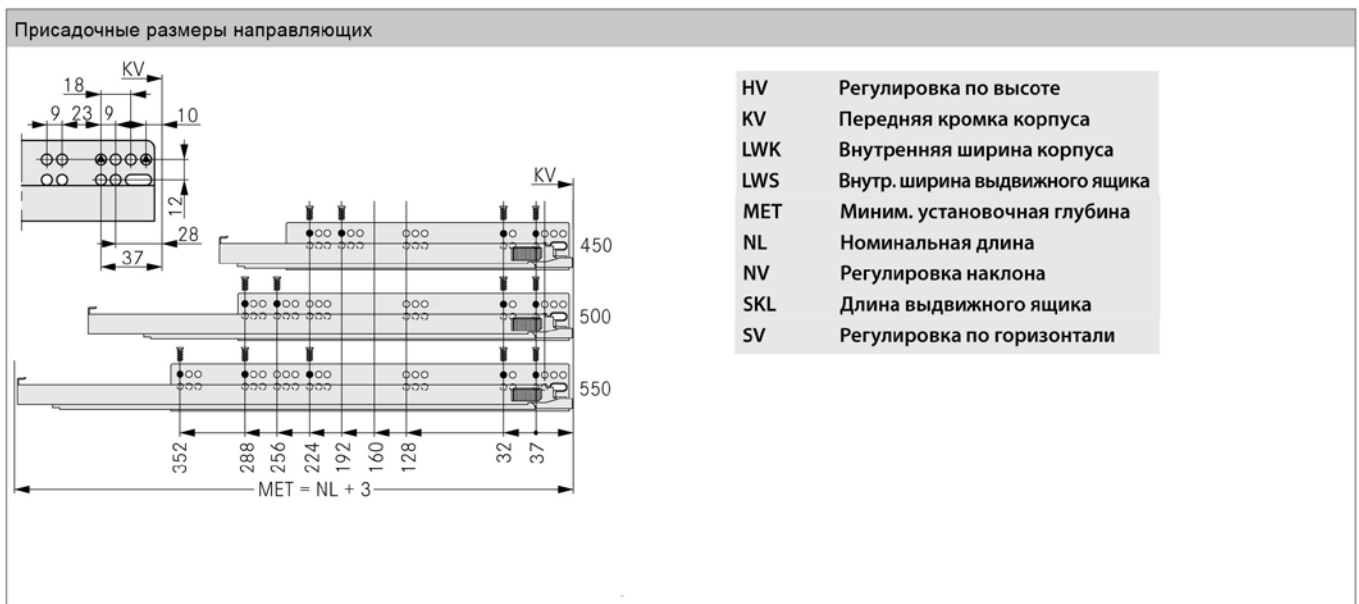 Присадочные размеры направляющих
KV
18
9 23 9 10
12
28
37
KV
450
500
550
352 288 256 224 192 160 128 32 37
MET = NL + 3
HV Регулировка по высоте
KV Передняя кромка корпуса
LWK Внутренняя ширина корпуса
LWS Внутр. ширина выдвижного ящика
MET Миним. установочная глубина
NL Номинальная длина
NV Регулировка наклона
SKL Длина выдвижного ящика
SV Регулировка по горизонтали